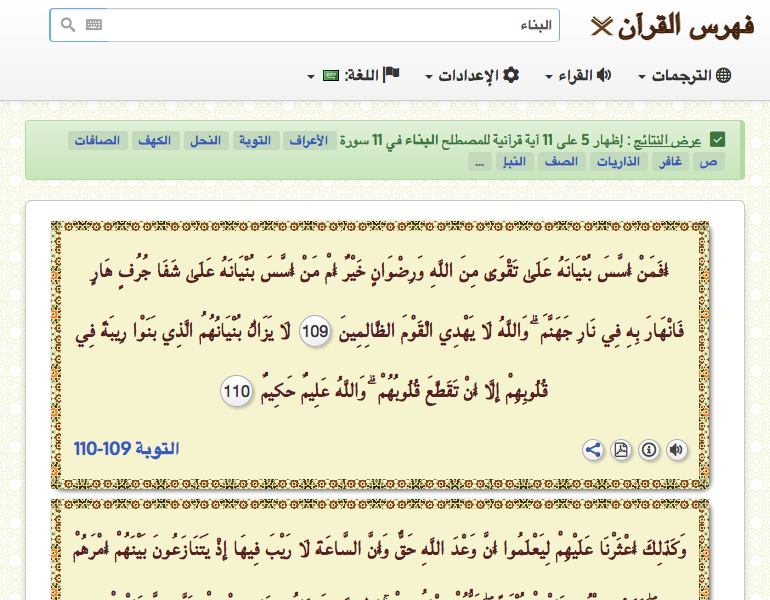 فهرس القرآن
البناء
الترجمات القراء الإعدادات اللغة:
عرض النتائج : إظهار 5 على 11 آية قرآنية للمصطلح البناء في 11 سورة الأعراف التوبة النحل الكهف الصافات
ص غافر الذاريات الصف النبإ ...
أَفَمَنْ أَسَّسَ بُنْيَانَهُ عَلَىٰ تَقْوَى مِنَ اللَّهِ وَرِضْوَانٍ خَيْرٌ أَمْ مَنْ أَسَّسَ بُنْيَانَهُ عَلَىٰ شَفَا جُرُفٍ هَارٍ
فَانْهَارَ بِهِ فِي نَارِ جَهَنَّمَ ۗ وَاللَّهُ لَا يَهْدِي الْقَوْمَ الظَّالِمِينَ 109 لَا يَزَالُ بُنْيَانُهُمُ الَّذِي بَنَوْا رِيبَةً فِي
قُلُوبِهِمْ إِلَّا أَنْ تَقَطَّعَ قُلُوبُهُمْ ۗ وَاللَّهُ عَلِيمٌ حَكِيمٌ 110
التوبة 109-110
وَكَذَلِكَ أَعْثَرْنَا عَلَيْهِمْ لِيَعْلَمُوا أَنَّ وَعْدَ اللَّهِ حَقٌّ وَأَنَّ السَّاعَةَ لَا رَيْبَ فِيهَا إِذْ يَتَنَازَعُونَ بَيْنَهُمْ أَمْرَهُمْ